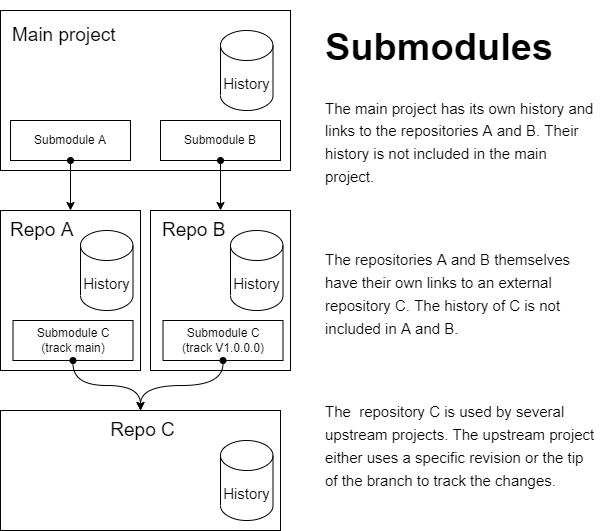 Main project
History
Submodule A
Submodule B
Submodules
The main project has its own history and
links to the repositories A and B. Their
history is not included in the main
project.
Repo A
History
Submodule C
(track main)
Repo B
History
Submodule C
(track V1.0.0.0)
The repositories A and B themselves
have their own links to an external
repository C. The history of C is not
included in A and B.
Repo C
History
The  repository C is used by several
upstream projects. The upstream project
either uses a specific revision or the tip
of the branch to track the changes.